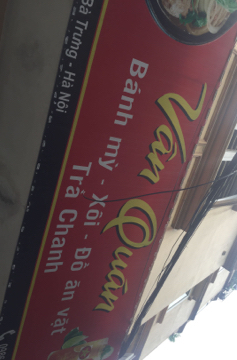 Vân Quán
Bánh mỳ - Xôi - Đồ ăn vặt
Trà Chanh
Bà Trưng - Hà Nội